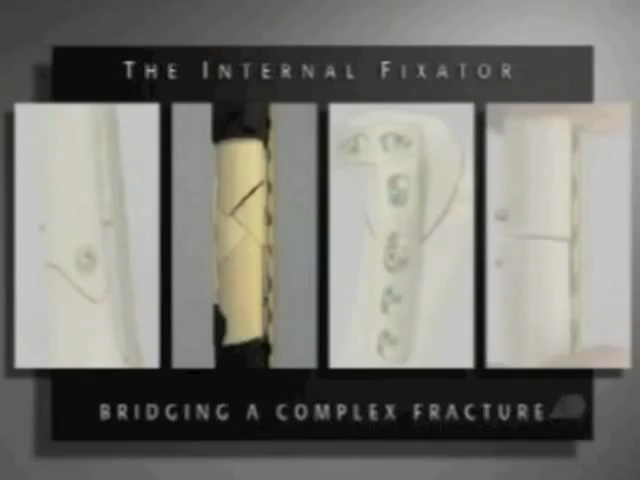 THE INTERNAL FIXATOR
BRIDGING A COMPLEX FRACTURE